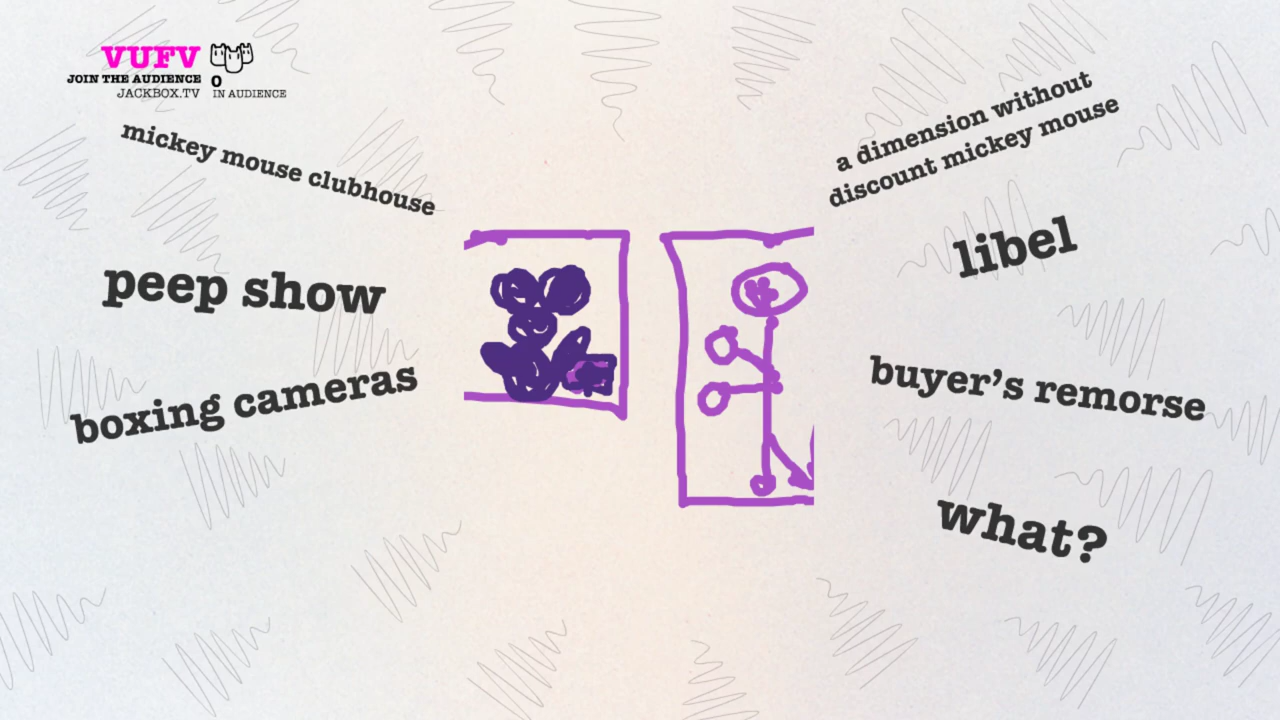 VUFV
JOIN THE AUDIENCE
JACKBOX.TV
0
IN AUDIENCE
mickey mouse clubhouse
peep show
boxing cameras
a dimension without
discount mickey mouse
libel
buyer's remorse
what?